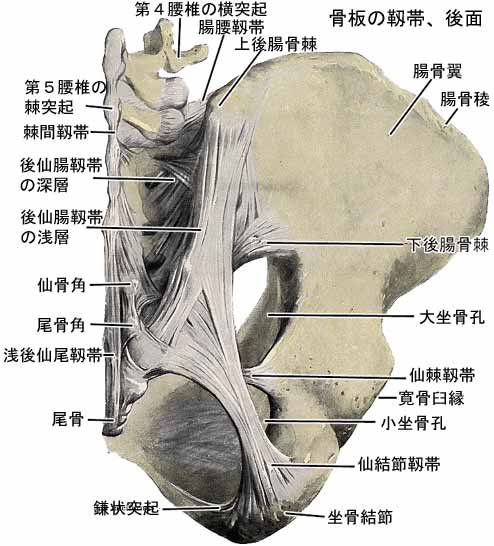 第４腰椎の横突起
骨板の靱帯、後面
腸腰靱帯
上後腸骨棘
腸骨翼
腸骨稜
第５腰椎の
棘突起
棘間靱帯
後仙腸靱帯
の深層
後仙腸靱帯
の浅層
下後腸骨棘
仙骨角
大坐骨孔
尾骨角
浅後仙尾靱帯
仙棘靱帯
寛骨臼縁
尾骨
小坐骨孔
仙結節靱帯
鎌状突起
坐骨結節